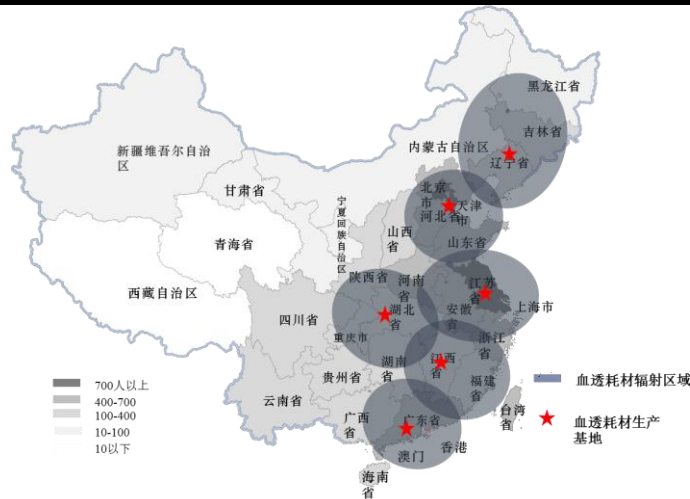 黑龙江省
吉林省
辽宁省
内蒙古自治区
新疆维吾尔自治
区
甘肃省
宁夏回族自治区
北京
市
天津
市
河北省
山西
省
山东省
青海省
西藏自治区
陕西省
河南
省
江苏
省
安徽
省
上海市
四川省
重庆市
湖北
省
浙江
省
湖南
省
江西
省
贵州省
福建
省
云南省
广西
省
广东省
台湾
省
香港
澳门
海南
省
700人以上
400-700
100-400
10-100
10以下
血透耗材辐射区域
血透耗材生产
基地